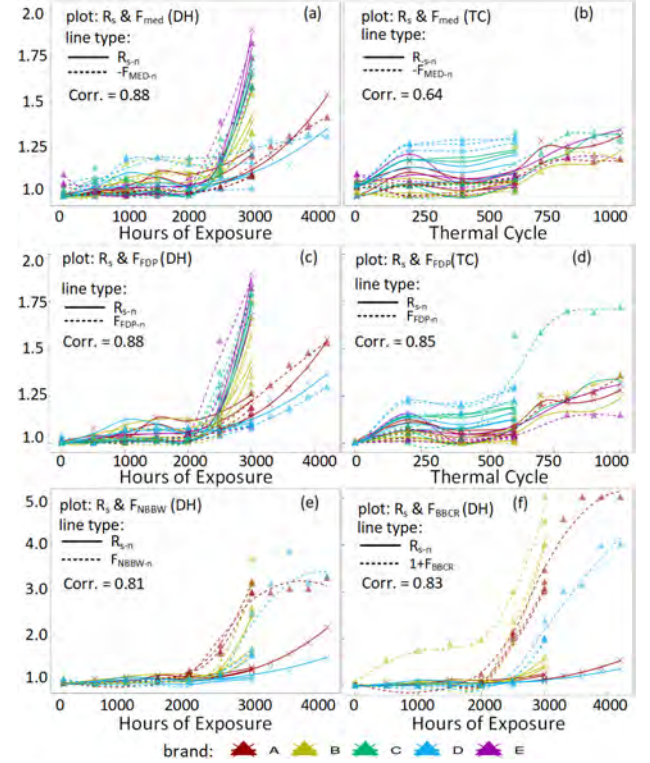 plot: Rs & Fmed (DH) (a)
line type:
Rs-n
-FMED-n
Corr. = 0.88
2.0
1.75
1.5
1.25
1.0
0 1000 2000 3000 4000
Hours of Exposure
plot: Rs & Fmed (TC) (b)
line type:
R-s-n
-FMED-n
Corr. = 0.64
0 250 500 750 1000
Thermal Cycle
plot: Rs & FFDP (DH) (c)
line type:
Rs-n
FFDP-n
Corr. = 0.88
2.0
1.75
1.5
1.25
1.0
0 1000 2000 3000 4000
Hours of Exposure
plot: Rs & FFDP(TC) (d)
line type:
Rs-n
FFDP-n
Corr. = 0.85
0 250 500 750 1000
Thermal Cycle
plot: Rs & FNBBW (DH) (e)
line type:
Rs-n
FNBBW-n
Corr. = 0.81
5.0
4.0
3.0
2.0
1.0
0 1000 2000 3000 4000
Hours of Exposure
plot: Rs & FBBCR (DH) (f)
line type:
Rs-n
1+FBBCR
Corr. = 0.83
0 1000 2000 3000 4000
Hours of Exposure
brand: A B C D E